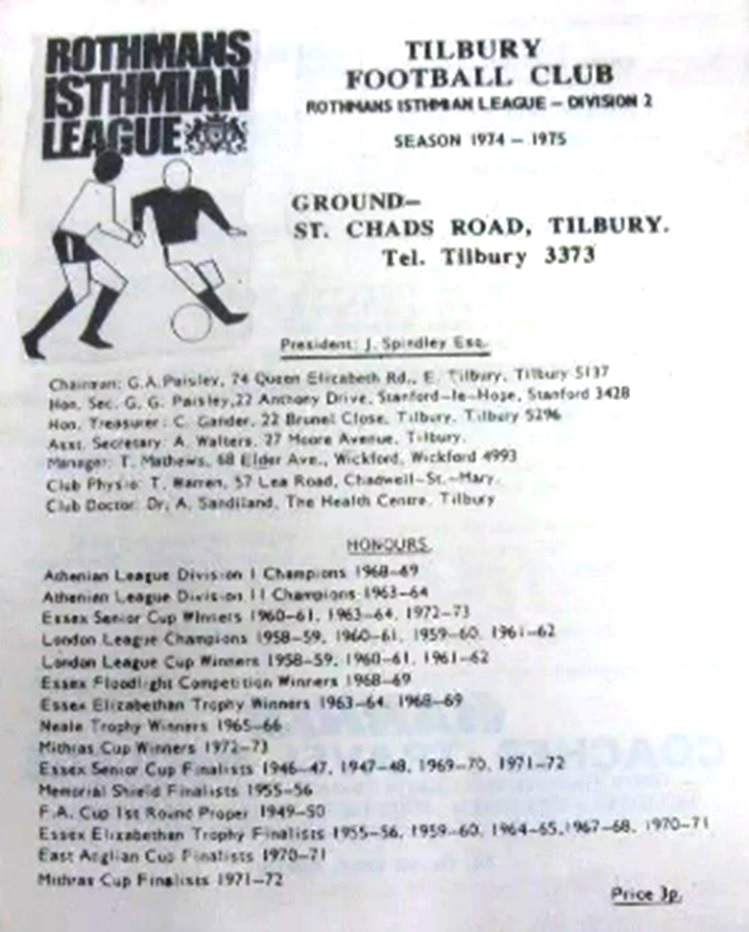 ROTHMANS
ISTHMIAN
LEAGUE
TILBURY
FOOTBALL CLUB
ROTHMANS ISTHMIAN LEAGUE – DIVISION 2
SEASON 1974 – 1975
GROUND–
ST. CHADS ROAD, TILBURY.
Tel. Tilbury 3373
President: J. Spindley Esq.
Chairman: G.A.Paisley, 74 Queen Elizabeth Rd., E. Tilbury, Tilbury 5137
Hon. Sec. G. G. Paisley,22 Anthony Drive, Stanford-le-Hope, Stanford 3428
Hon. Treasurer: C. Gander, 22 Brunel Close, Tilbury, Tilbury 5296
Asst. Secretary: A. Walters, 27 Moore Avenue, Tilbury.
Manager: T. Mathews, 68 Elder Ave., Wickford, Wickford 4993
Club Physio: T. Warren, 57 Lea Road, Chadwell-St.-Mary.
Club Doctor: Dr. A. Sandiland, The Health Centre, Tilbury
HONOURS.
Athenian League Division I Champions 1968-69
Athenian League Division II Champions 1963-64
Essex Senior Cup Winners 1960-61, 1963-64, 1972-73
London League Champions 1958-59, 1960-61, 1959-60, 1961-62
London League Cup Winners 1958-59, 1960-61, 1961-62
Essex Floodlight Competition Winners 1968-69
Essex Elizabethan Trophy Winners 1963-64, 1968-69
Neale Trophy Winners 1965-66
Mithras Cup Winners 1972-73
Essex Senior Cup Finalists 1946-47, 1947-48, 1969-70, 1971-72
Memorial Shield Finalists 1955-56
F.A. Cup 1st Round Proper 1949-50
Essex Elizabethan Trophy Finalists 1955-56, 1959-60, 1964-65,1967-68, 1970-71
East Anglian Cup Finalists 1970-71
Mithras Cup Finalists 1971-72
Price 3p.